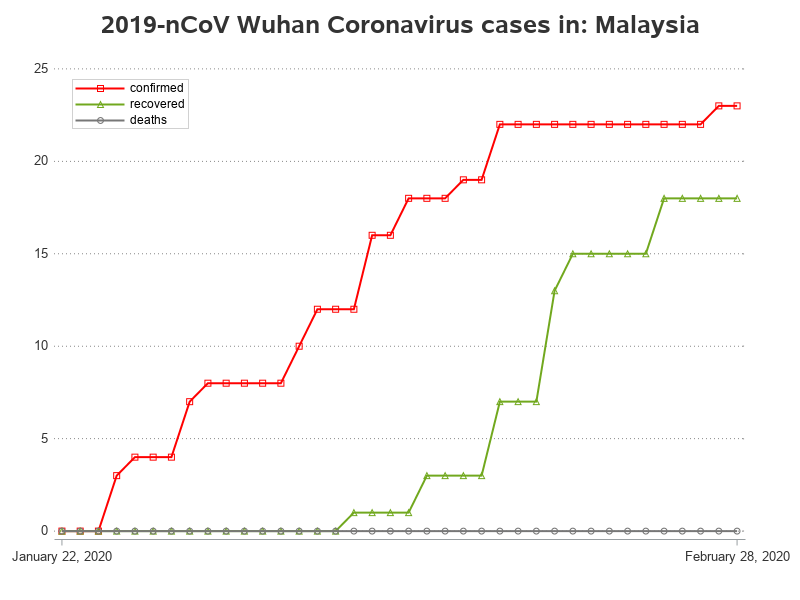 2019-nCoV Wuhan Coronavirus cases in: Malaysia
25
confirmed
recovered
deaths
20
15
10
5
0
January 22, 2020 February 28, 2020